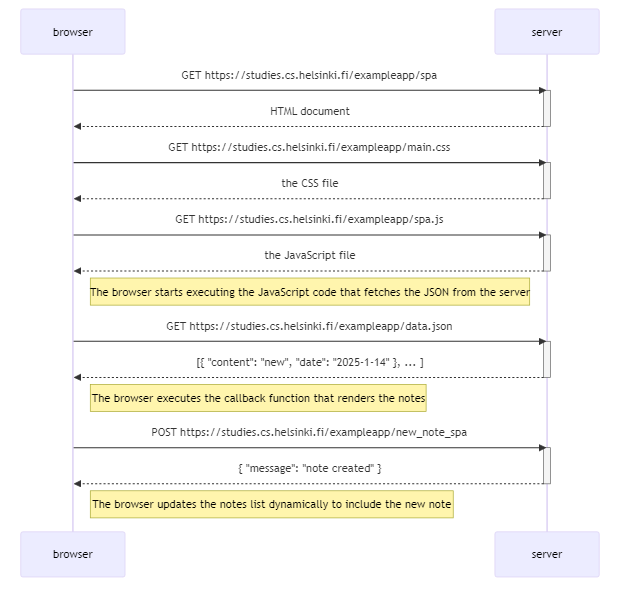 browser
server
GET https://studies.cs.helsinki.fi/exampleapp/spa
HTML document
GET https://studies.cs.helsinki.fi/exampleapp/main.css
the CSS file
GET https://studies.cs.helsinki.fi/exampleapp/spa.js
the JavaScript file
The browser starts executing the JavaScript code that fetches the JSON from the server
GET https://studies.cs.helsinki.fi/exampleapp/data.json
[{ "content": "new", "date": "2025-1-14" }, ... ]
The browser executes the callback function that renders the notes
POST https://studies.cs.helsinki.fi/exampleapp/new_note_spa
{ "message": "note created" }
The browser updates the notes list dynamically to include the new note
browser
server